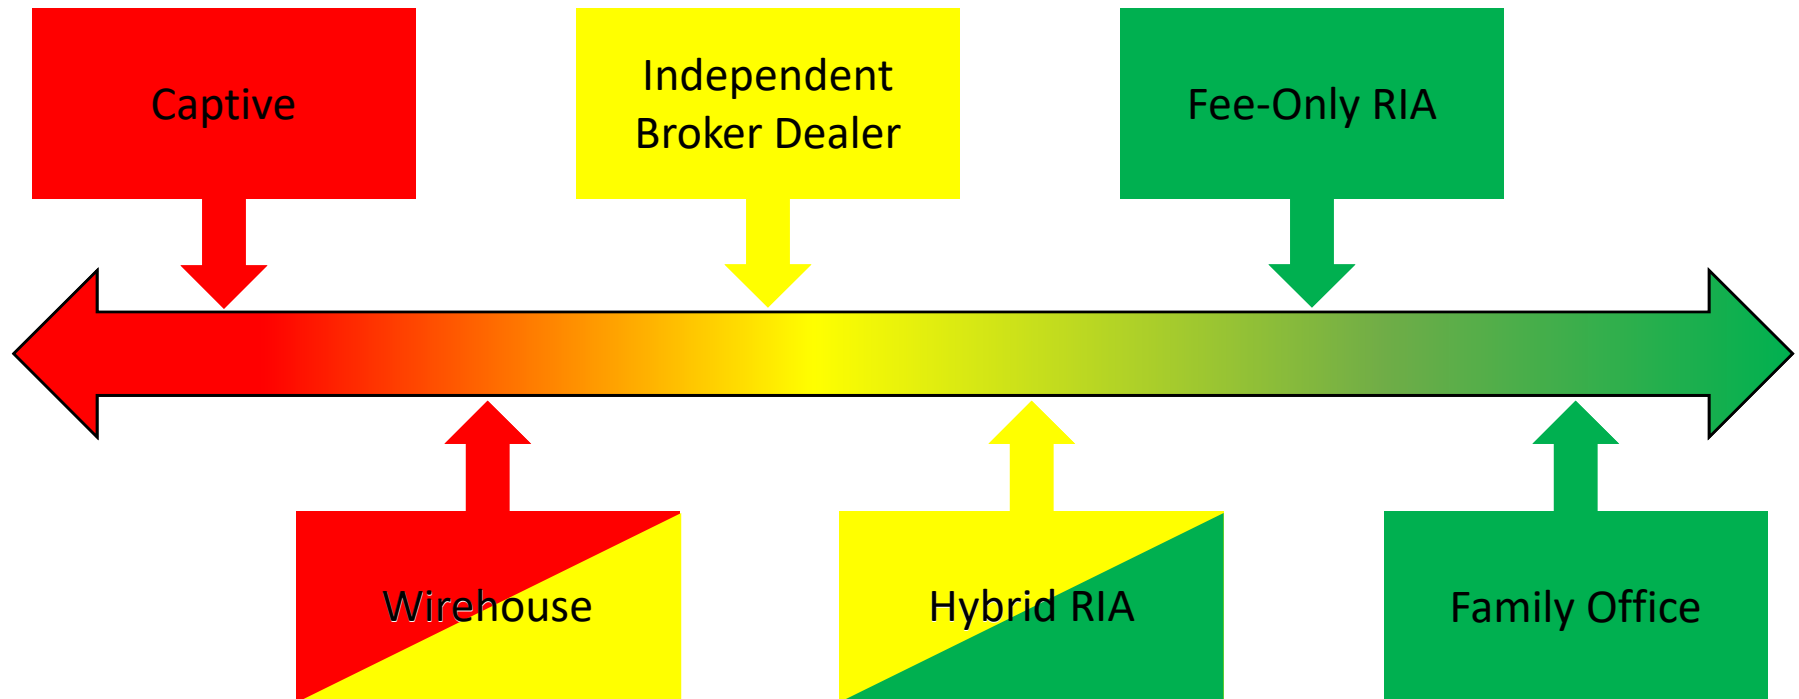 Captive
Independent
Broker Dealer
Fee-Only RIA
Wirehouse
Hybrid RIA
Family Office